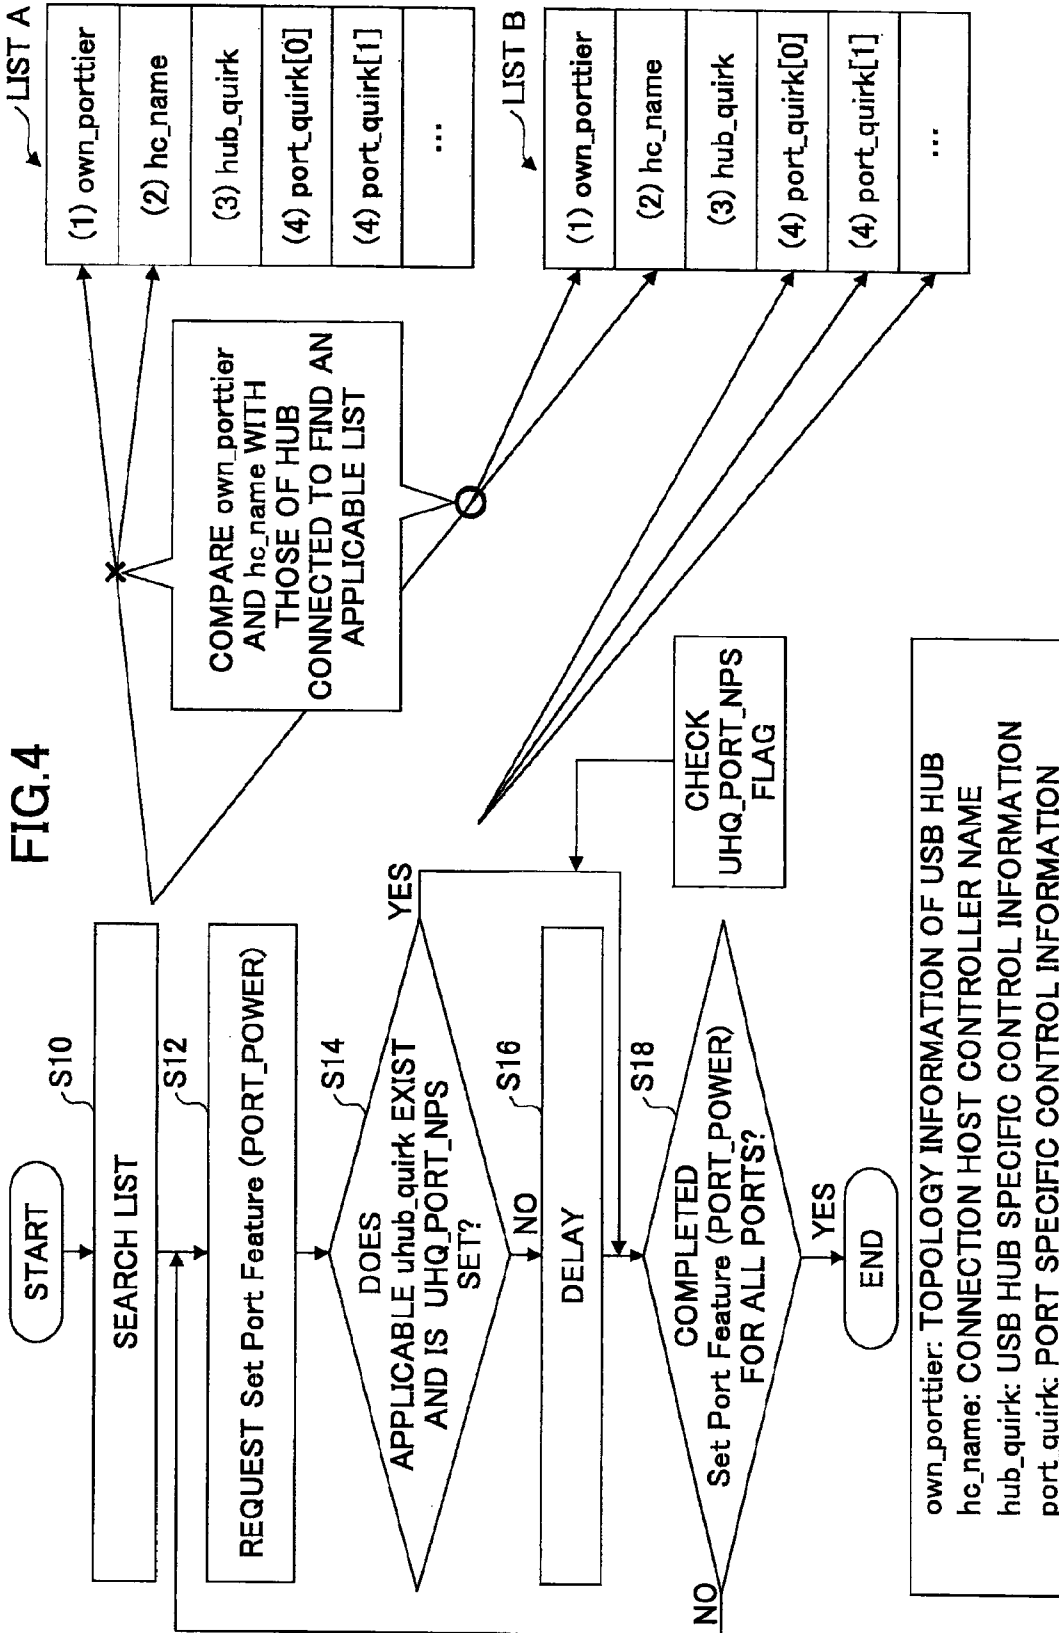 FIG.4
START
S10
SEARCH LIST
S12
REQUEST Set Port Feature (PORT_POWER)
S14
DOES
APPLICABLE uhub_quirk EXIST
AND IS UHQ_PORT_NPS
SET?
YES
NO
S16
DELAY
S18
COMPLETED
Set Port Feature (PORT_POWER)
FOR ALL PORTS?
NO
YES
END
CHECK
UHQ_PORT_NPS
FLAG
COMPARE own_porttier
AND hc_name WITH
THOSE OF HUB
CONNECTED TO FIND AN
APPLICABLE LIST
LIST A
(1) own_porttier
(2) hc_name
(3) hub_quirk
(4) port_quirk[0]
(4) port_quirk[1]
...
LIST B
(1) own_porttier
(2) hc_name
(3) hub_quirk
(4) port_quirk[0]
(4) port_quirk[1]
...
own_porttier: TOPOLOGY INFORMATION OF USB HUB
hc_name: CONNECTION HOST CONTROLLER NAME
hub_quirk: USB HUB SPECIFIC CONTROL INFORMATION
port_quirk: PORT SPECIFIC CONTROL INFORMATION